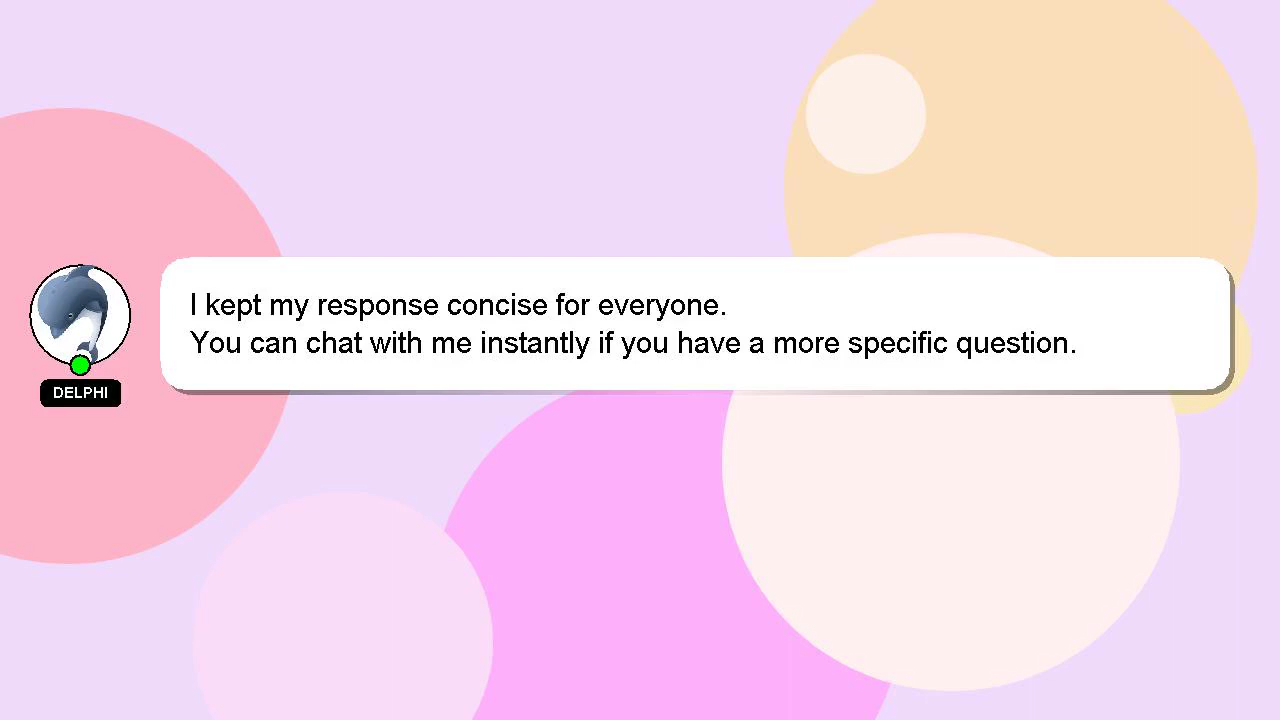 I kept my response concise for everyone.
You can chat with me instantly if you have a more specific question.
DELPHI